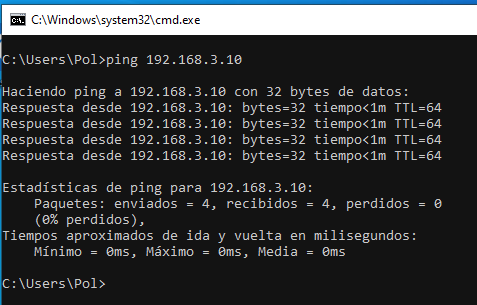 C:\Windows\system32\cmd.exe
C:\Users\Pol>ping 192.168.3.10
Haciendo ping a 192.168.3.10 con 32 bytes de datos:
Respuesta desde 192.168.3.10: bytes=32 tiempo<1m TTL=64
Respuesta desde 192.168.3.10: bytes=32 tiempo<1m TTL=64
Respuesta desde 192.168.3.10: bytes=32 tiempo<1m TTL=64
Respuesta desde 192.168.3.10: bytes=32 tiempo<1m TTL=64
Estadísticas de ping para 192.168.3.10:
Paquetes: enviados = 4, recibidos = 4, perdidos = 0
(0% perdidos),
Tiempos aproximados de ida y vuelta en milisegundos:
Mínimo = 0ms, Máximo = 0ms, Media = 0ms
C:\Users\Pol>